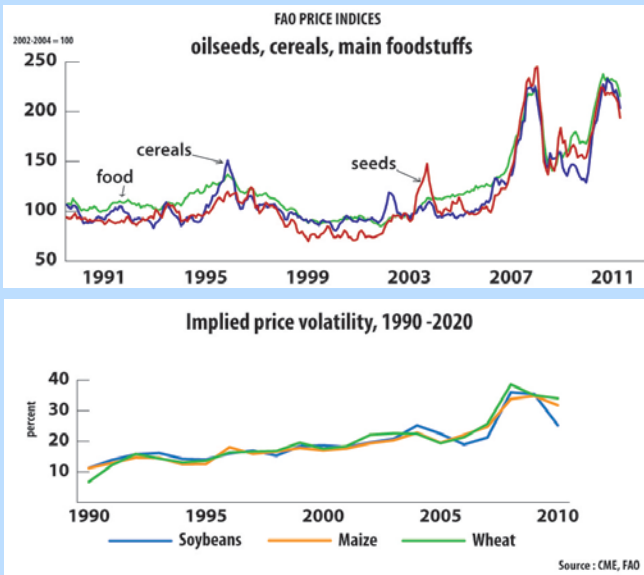 FAO PRICE INDICES
2002-2004 = 100
oilseeds, cereals, main foodstuffs
250
200
150
100
50
cereals
food
seeds
1991 1995 1999 2003 2007 2011
Implied price volatility, 1990 -2020
percent
40
30
20
10
1990 1995 2000 2005 2010
Soybeans Maize Wheat
Source : CME, FAO